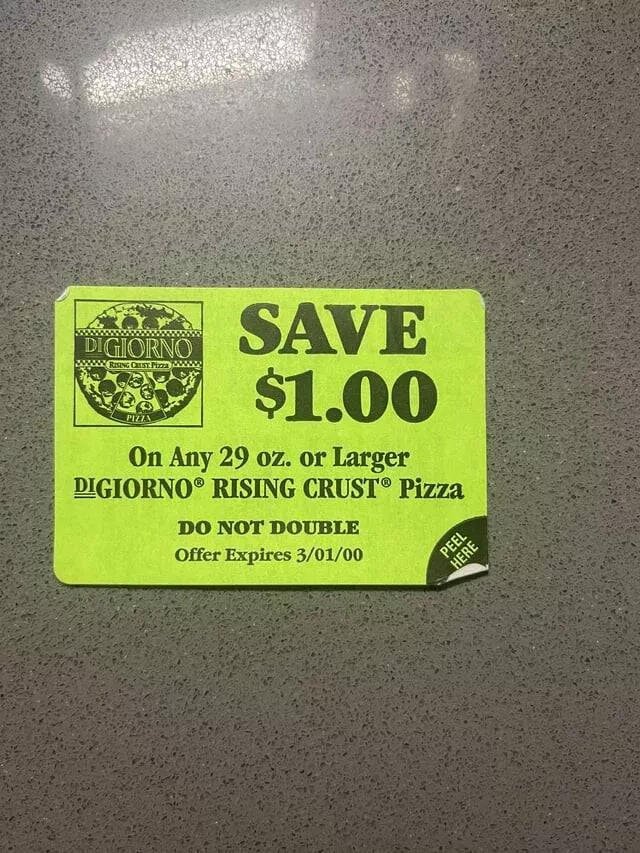 DIGIORNO
RISING CRUST PIZZA
PIZZA
SAVE
$1.00
On Any 29 oz. or Larger
DIGIORNO® RISING CRUST® Pizza
DO NOT DOUBLE
Offer Expires 3/01/00
PEEL
HERE